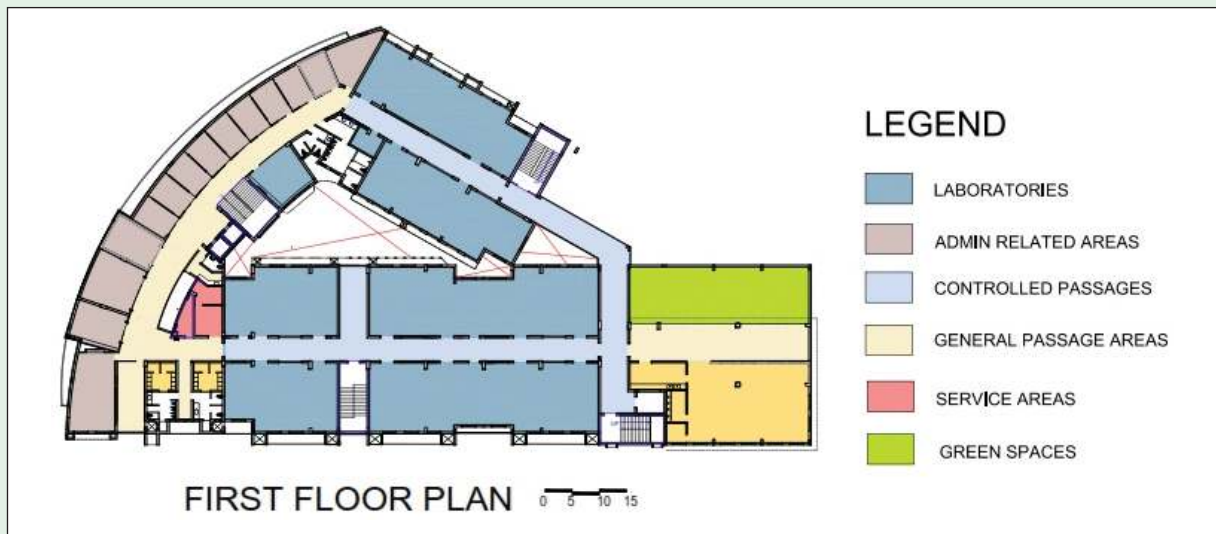 LEGEND
LABORATORIES
ADMIN RELATED AREAS
CONTROLLED PASSAGES
GENERAL PASSAGE AREAS
SERVICE AREAS
GREEN SPACES
FIRST FLOOR PLAN
0 5 10 15